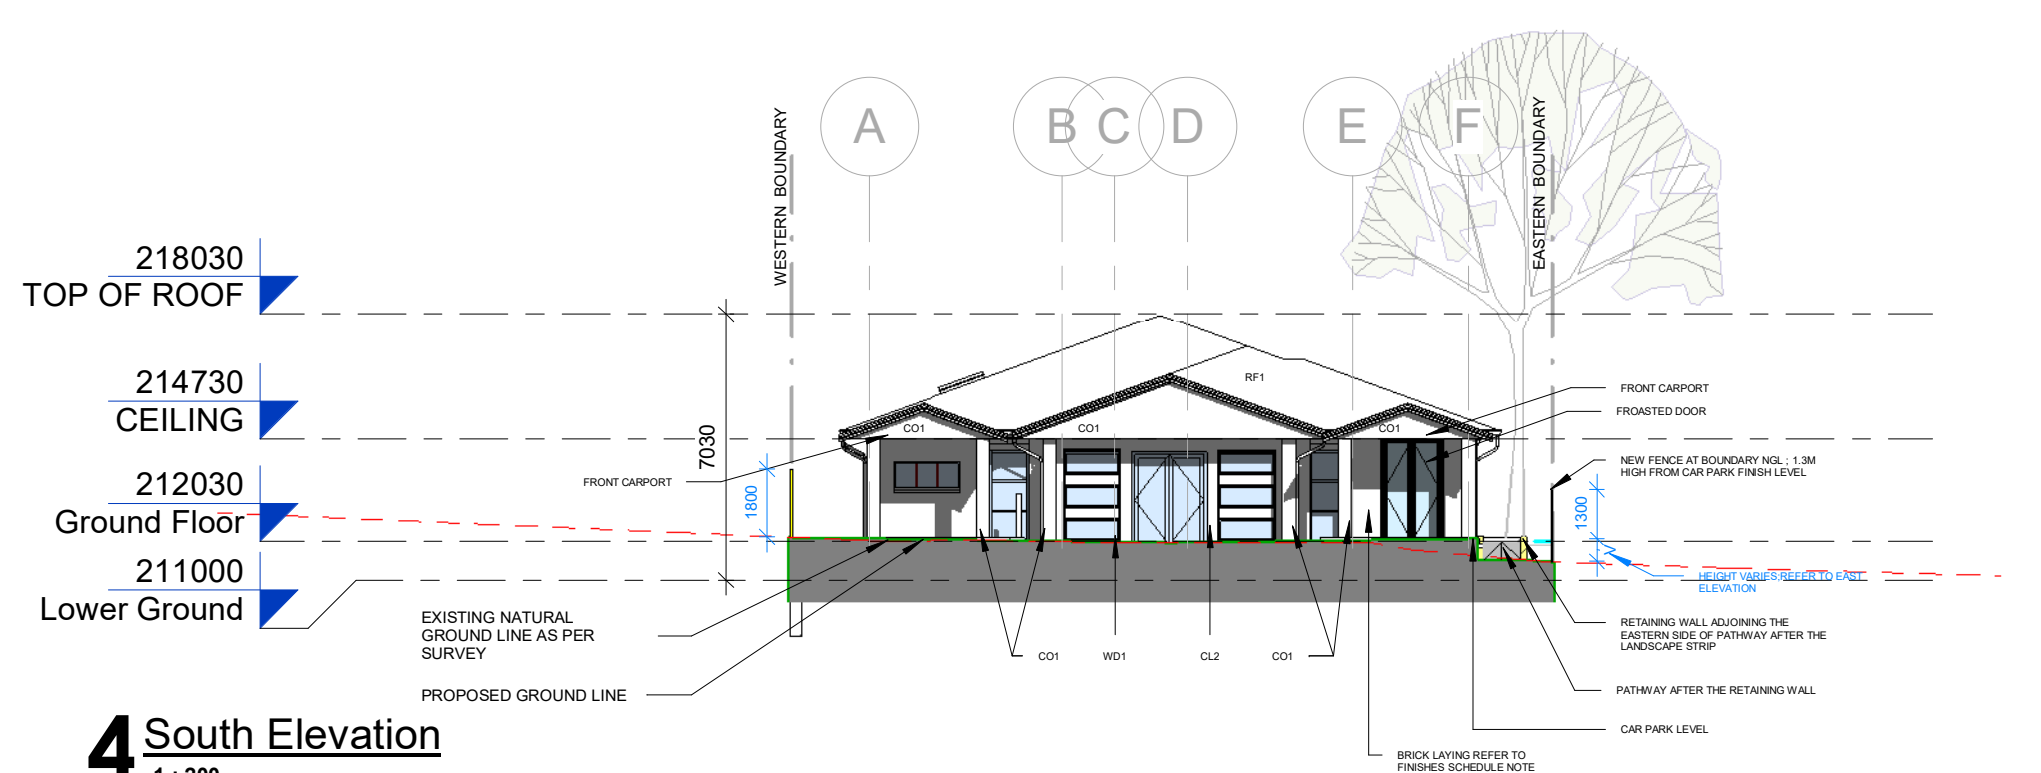 A
B
C
D
E
F
WESTERN BOUNDARY
EASTERN BOUNDARY
218030
TOP OF ROOF
214730
CEILING
212030
Ground Floor
211000
Lower Ground
7030
1800
1300
RF1
CO1
CO1
CO1
FRONT CARPORT
FRONT CARPORT
FROASTED DOOR
NEW FENCE AT BOUNDARY NGL ; 1.3M
HIGH FROM CAR PARK FINISH LEVEL
HEIGHT VARIES;REFER TO EAST
ELEVATION
EXISTING NATURAL
GROUND LINE AS PER
SURVEY
PROPOSED GROUND LINE
CO1
WD1
CL2
CO1
RETAINING WALL ADJOINING THE
EASTERN SIDE OF PATHWAY AFTER THE
LANDSCAPE STRIP
PATHWAY AFTER THE RETAINING WALL
CAR PARK LEVEL
BRICK LAYING REFER TO
FINISHES SCHEDULE NOTE
4 South Elevation
1 : 200